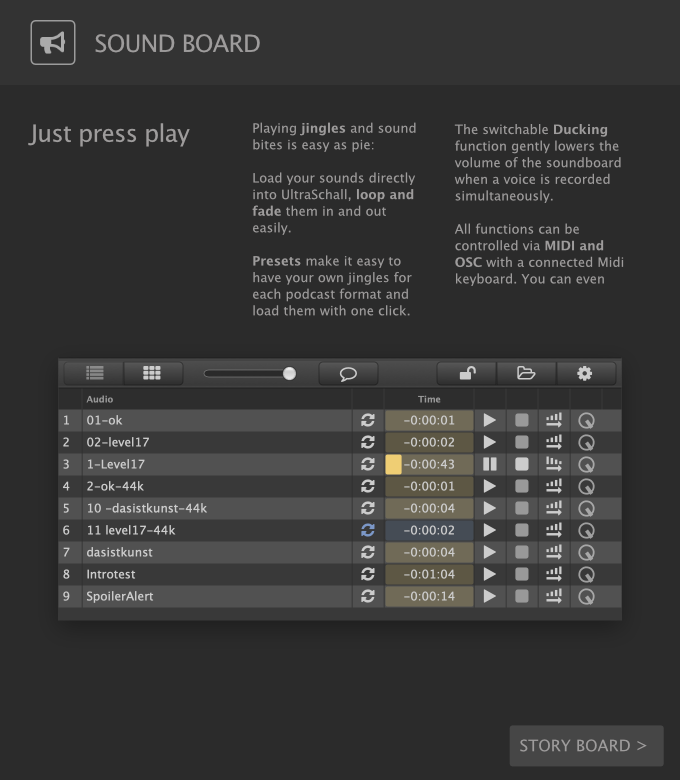 SOUND BOARD
Just press play
Playing jingles and sound
bites is easy as pie:
Load your sounds directly
into UltraSchall, loop and
fade them in and out
easily.
Presets make it easy to
have your own jingles for
each podcast format and
load them with one click.
The switchable Ducking
function gently lowers the
volume of the soundboard
when a voice is recorded
simultaneously.
All functions can be
controlled via MIDI and
OSC with a connected Midi
keyboard. You can even
Audio Time
1 01-ok -0:00:01
2 02-level17 -0:00:02
3 1-Level17 -0:00:43
4 2-ok-44k -0:00:01
5 10 -dasistkunst-44k -0:00:04
6 11 level17-44k -0:00:02
7 dasistkunst -0:00:04
8 Introtest -0:01:04
9 SpoilerAlert -0:00:14
STORY BOARD >